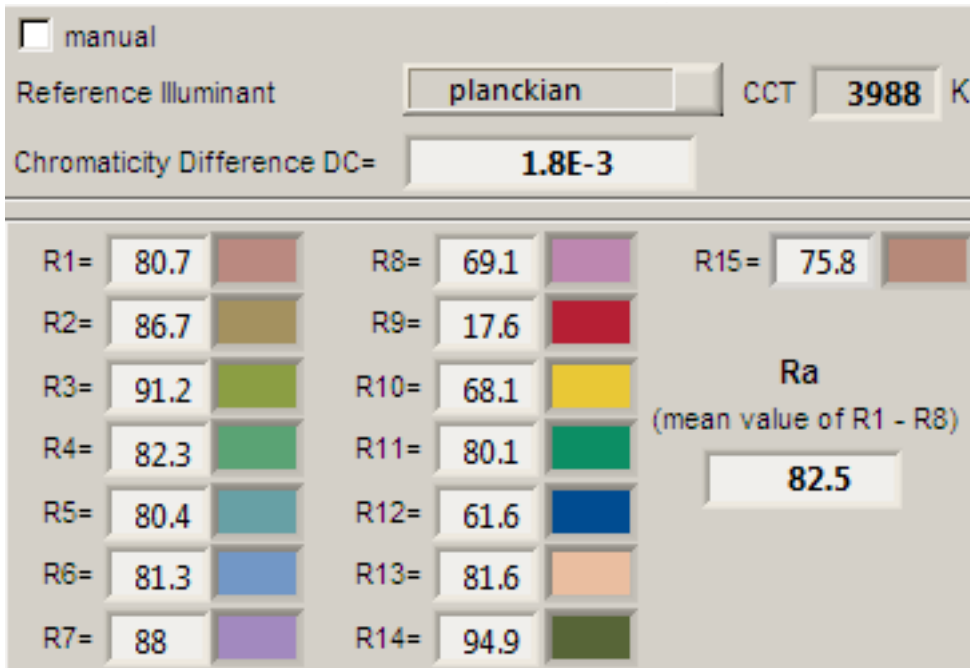 manual
Reference Illuminant planckian CCT 3988 K
Chromaticity Difference DC= 1.8E-3
R1= 80.7 R8= 69.1 R15= 75.8
R2= 86.7 R9= 17.6
R3= 91.2 R10= 68.1 Ra
(mean value of R1 - R8)
R4= 82.3 R11= 80.1
82.5
R5= 80.4 R12= 61.6
R6= 81.3 R13= 81.6
R7= 88 R14= 94.9